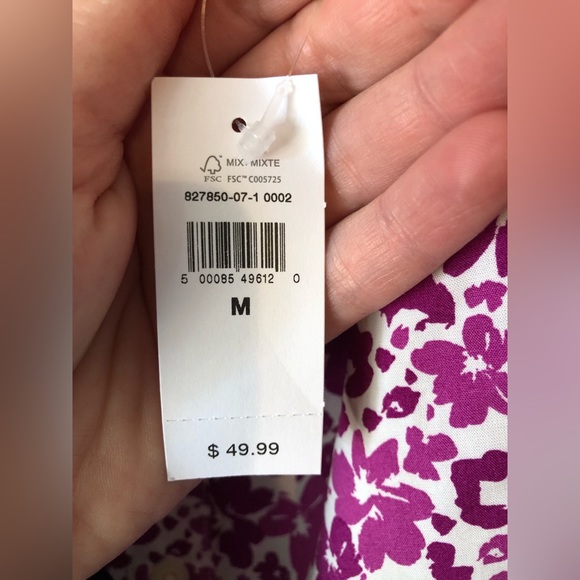 MIX / MIXTE
FSC FSC™ C005725
827850-07-1 0002
5 00085 49612 0
M
$ 49.99